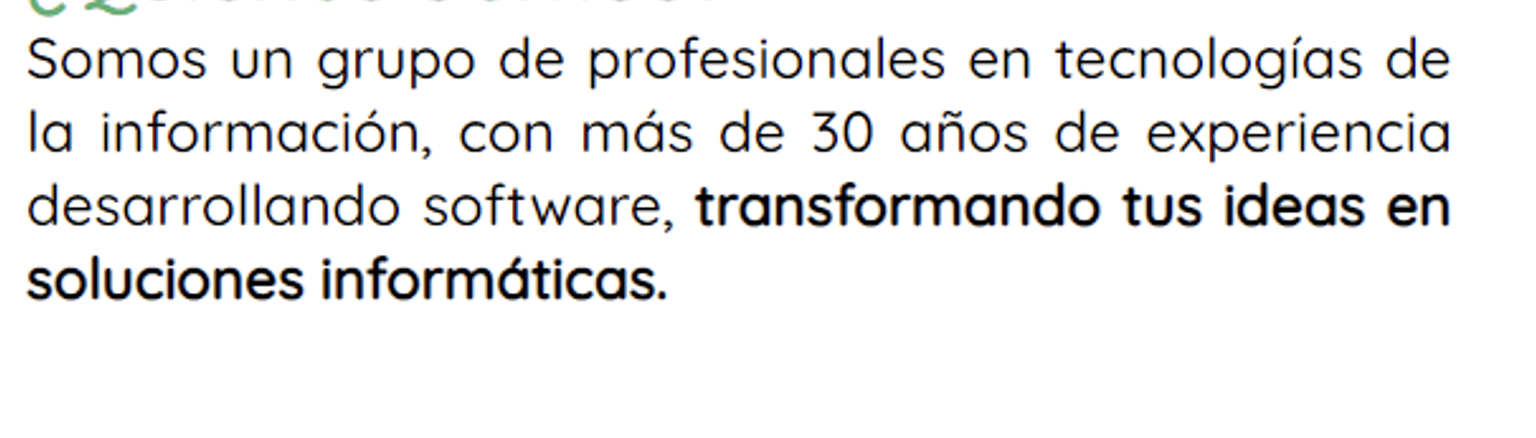 Somos un grupo de profesionales en tecnologías de
la información, con más de 30 años de experiencia
desarrollando software, transformando tus ideas en
soluciones informáticas.